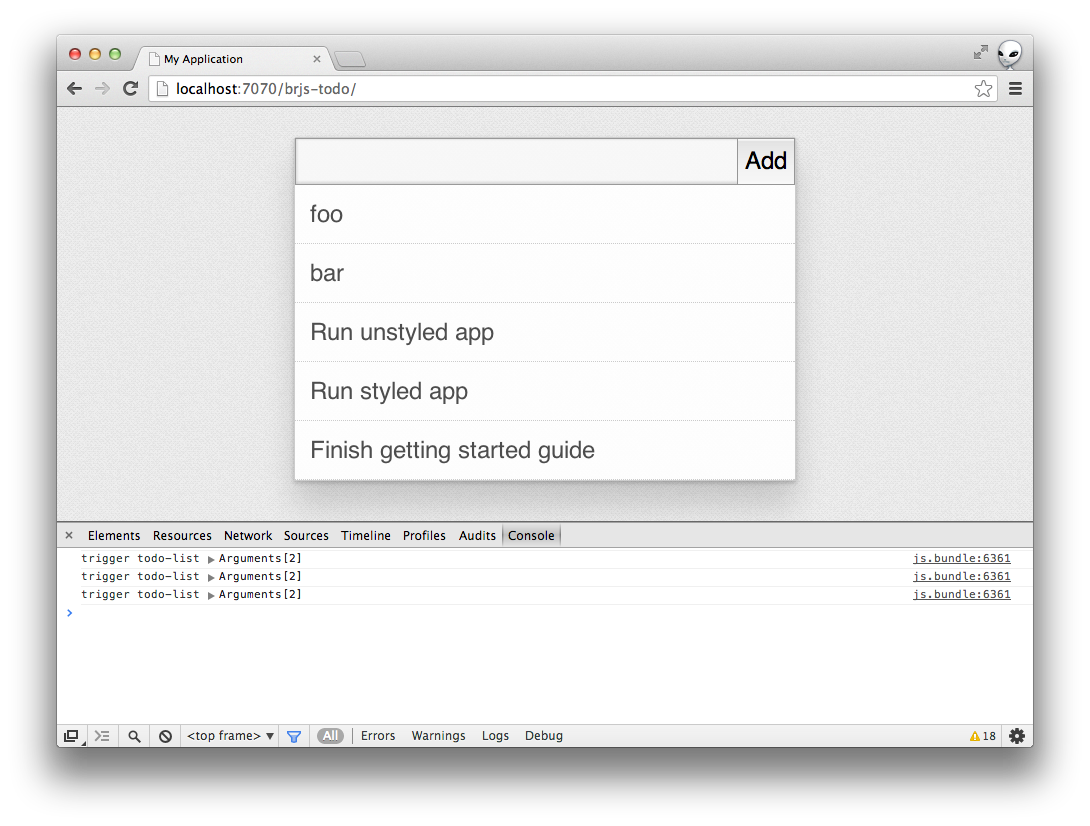 My Application
localhost:7070/brjs-todo/
Add
foo
bar
Run unstyled app
Run styled app
Finish getting started guide
Elements Resources Network Sources Timeline Profiles Audits Console
trigger todo-list ▶ Arguments[2] js.bundle:6361
trigger todo-list ▶ Arguments[2] js.bundle:6361
trigger todo-list ▶ Arguments[2] js.bundle:6361
<top frame> ▼ All Errors Warnings Logs Debug 18